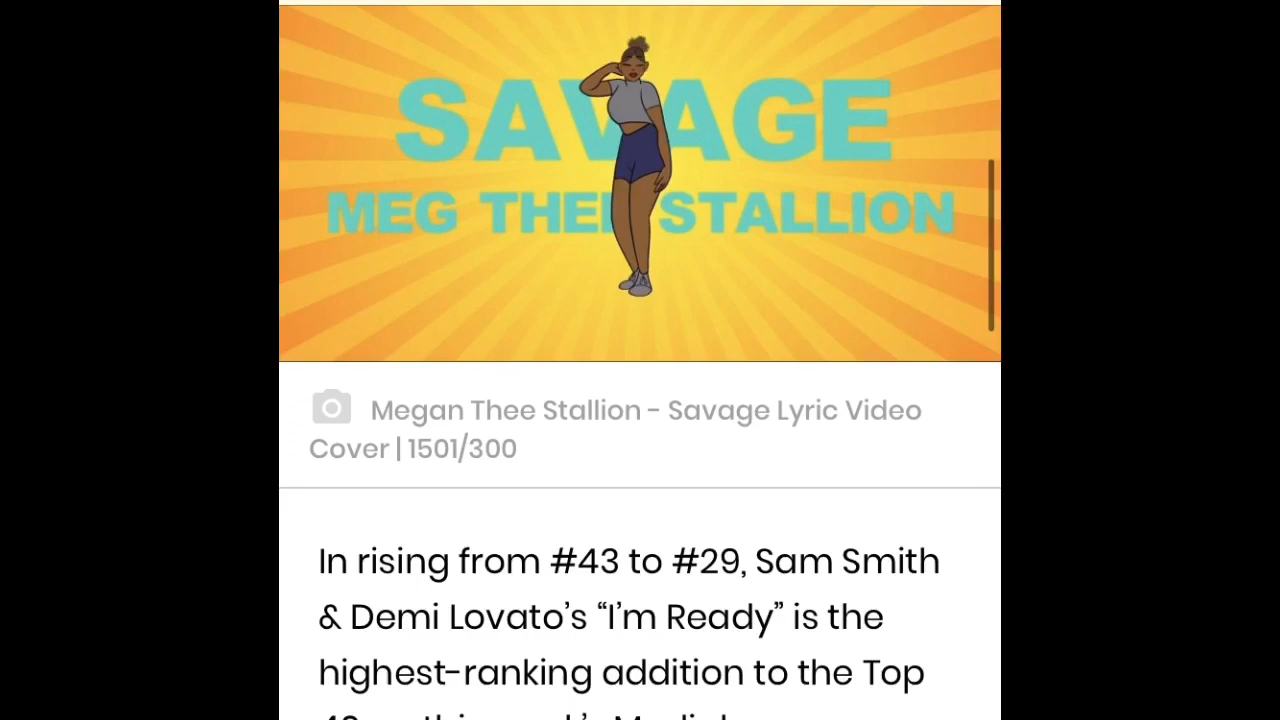 SAVAGE
MEG THEE STALLION
Megan Thee Stallion - Savage Lyric Video
Cover | 1501/300
In rising from #43 to #29, Sam Smith
& Demi Lovato’s “I’m Ready” is the
highest-ranking addition to the Top